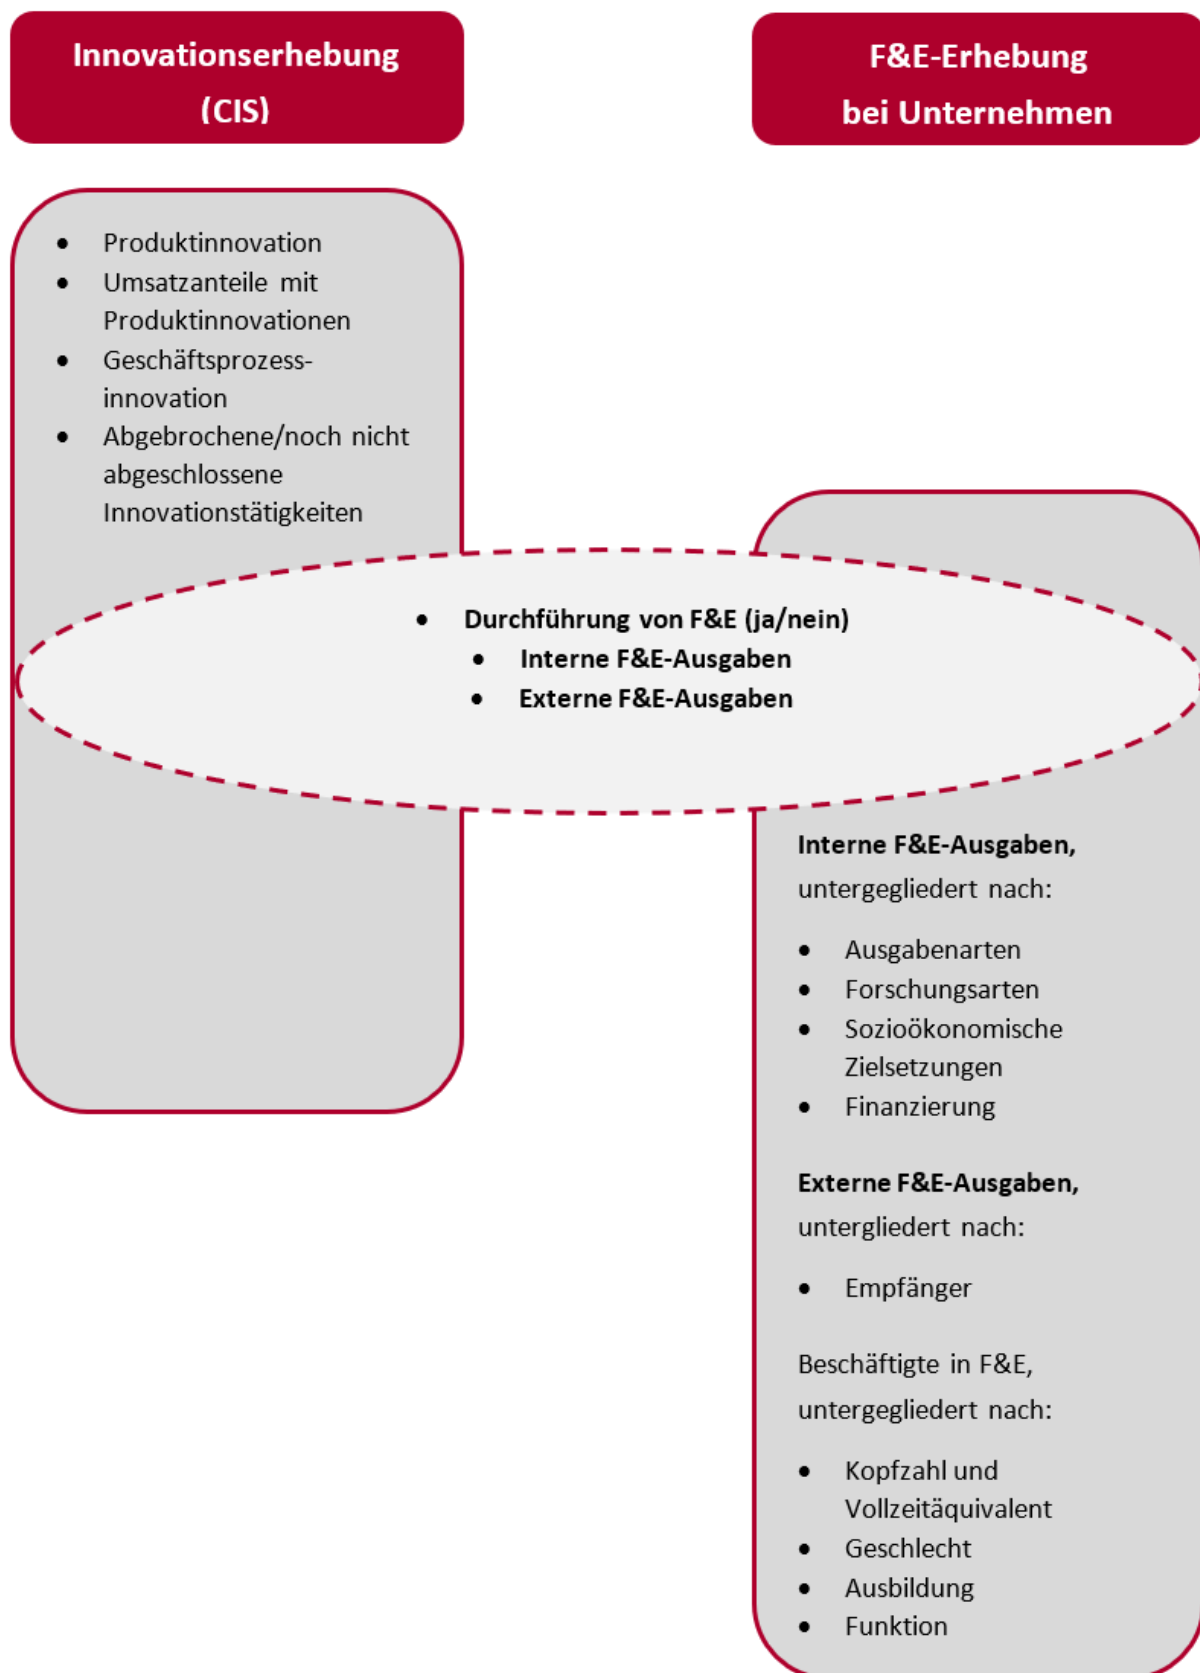 Innovationserhebung
(CIS)
F&E-Erhebung
bei Unternehmen
• Produktinnovation
• Umsatzanteile mit
Produktinnovationen
• Geschäftsprozess-
innovation
• Abgebrochene/noch nicht
abgeschlossene
Innovationstätigkeiten
• Durchführung von F&E (ja/nein)
• Interne F&E-Ausgaben
• Externe F&E-Ausgaben
Interne F&E-Ausgaben,
untergegliedert nach:
• Ausgabenarten
• Forschungsarten
• Sozioökonomische
Zielsetzungen
• Finanzierung
Externe F&E-Ausgaben,
untergliedert nach:
• Empfänger
Beschäftigte in F&E,
untergegliedert nach:
• Kopfzahl und
Vollzeitäquivalent
• Geschlecht
• Ausbildung
• Funktion